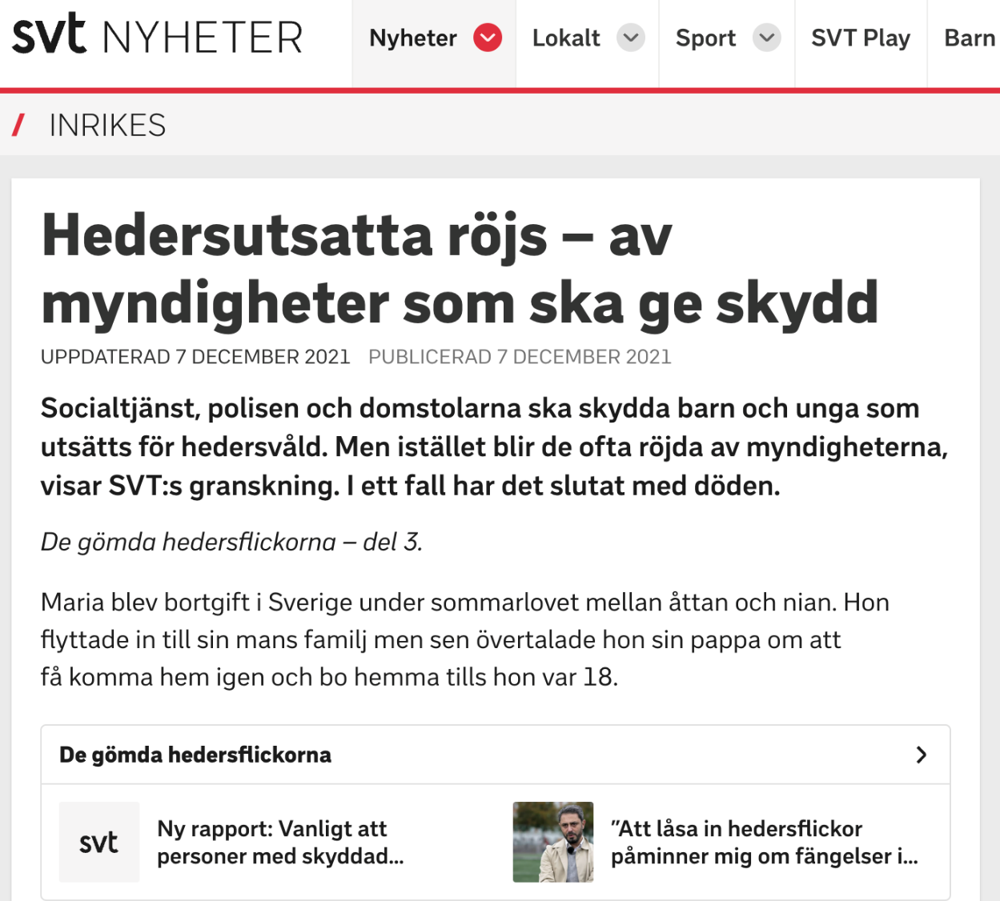 svt NYHETER
Nyheter
Lokalt
Sport
SVT Play
Barn
/ INRIKES
Hedersutsatta röjs – av
myndigheter som ska ge skydd
UPPDATERAD 7 DECEMBER 2021 PUBLICERAD 7 DECEMBER 2021
Socialtjänst, polisen och domstolarna ska skydda barn och unga som
utsätts för hedersvåld. Men istället blir de ofta röjda av myndigheterna,
visar SVT:s granskning. I ett fall har det slutat med döden.
De gömda hedersflickorna – del 3.
Maria blev bortgift i Sverige under sommarlovet mellan åttan och nian. Hon
flyttade in till sin mans familj men sen övertalade hon sin pappa om att
få komma hem igen och bo hemma tills hon var 18.
De gömda hedersflickorna
svt
Ny rapport: Vanligt att
personer med skyddad...
”Att låsa in hedersflickor
påminner mig om fängelser i...